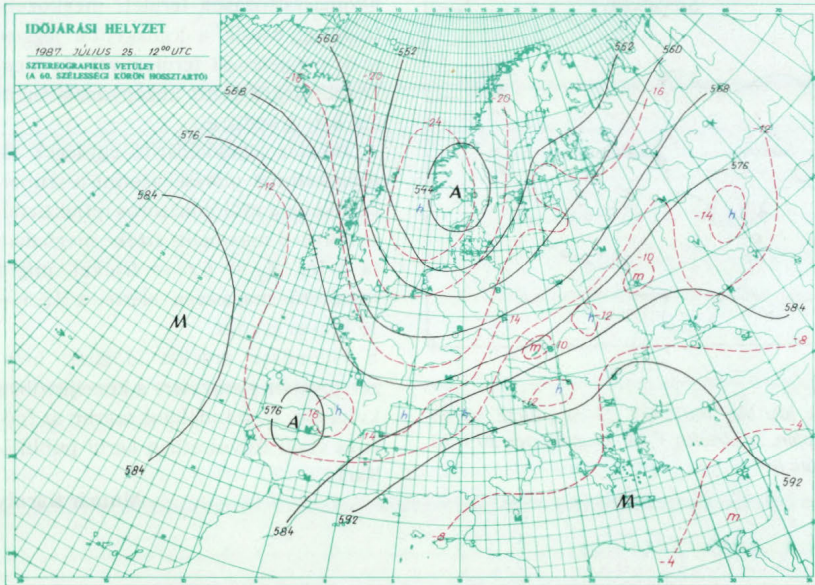 IDŐJÁRÁSI HELYZET
1987. JÚLIUS 25. 12⁰⁰ UTC
SZTEREOGRAFIKUS VETÜLET
(A 60. SZÉLESSÉGI KÖRÖN HOSSZTARTÓ)
560
552
552
560
-16
-20
-20
-16
568
568
-24
-12
576
576
544
A
584
h
-12
-14
h
-10
m
M
-14
h
-12
584
m
-10
-8
-12
h
576
-16
A
h
h
h
-14
-4
584
592
M
592
584
-8
m
-4